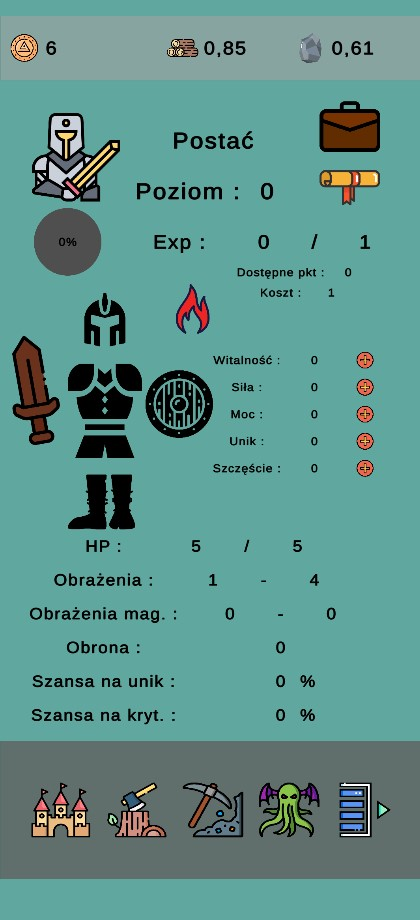 6 0,85 0,61
Postać
Poziom : 0
0% Exp : 0 / 1
Dostępne pkt : 0
Koszt : 1
Witalność : 0
Siła : 0
Moc : 0
Unik : 0
Szczęście : 0
HP : 5 / 5
Obrażenia : 1 - 4
Obrażenia mag. : 0 - 0
Obrona : 0
Szansa na unik : 0 %
Szansa na kryt. : 0 %